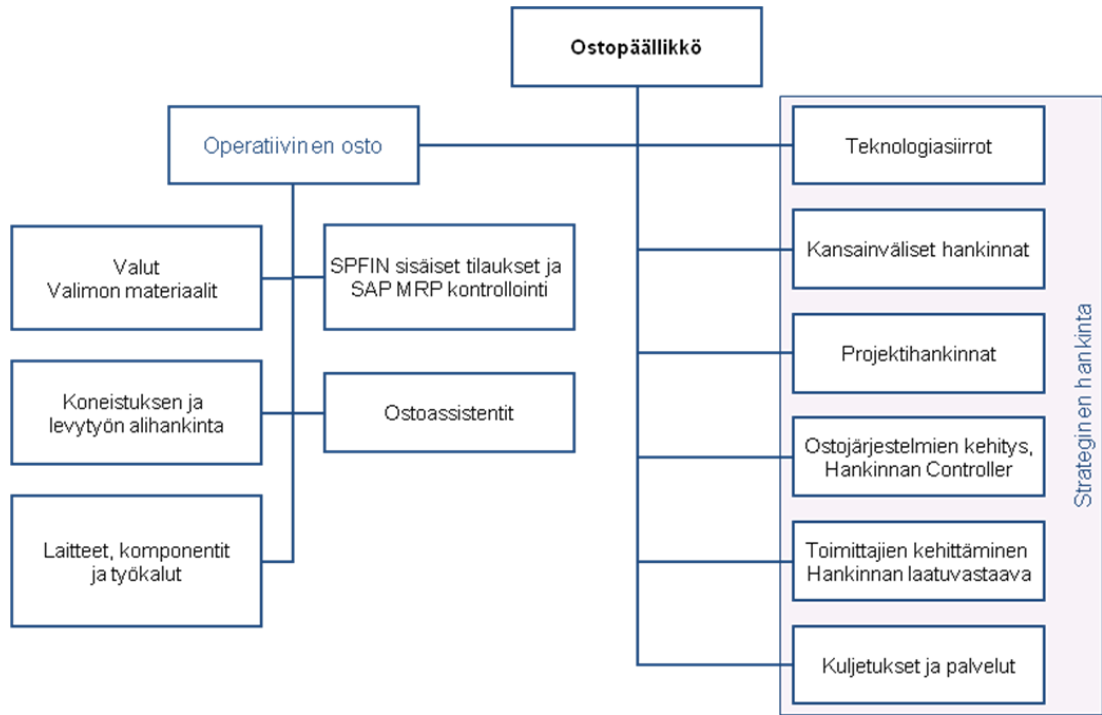 Ostopäällikkö
Operatiivinen osto
Valut
Valimon materiaalit
SPFIN sisäiset tilaukset ja
SAP MRP kontrollointi
Koneistuksen ja
levytyön alihankinta
Ostoassistentit
Laitteet, komponentit
ja työkalut
Teknologiasiirrot
Kansainväliset hankinnat
Projektihankinnat
Ostojärjestelmien kehitys,
Hankinnan Controller
Toimittajien kehittäminen
Hankinnan laatuvastaava
Kuljetukset ja palvelut
Strateginen hankinta